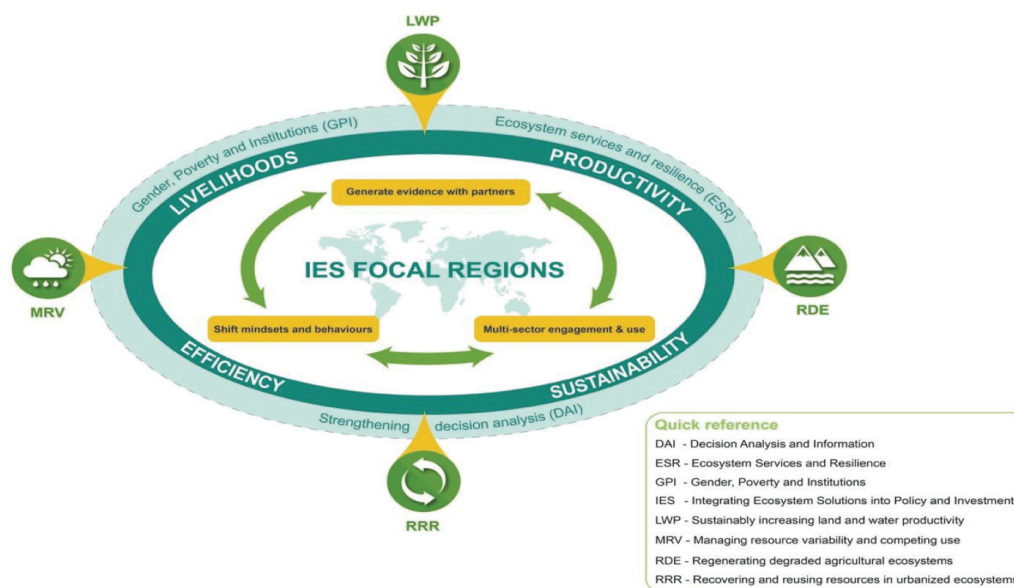 LWP
Gender, Poverty and Institutions (GPI)
Ecosystem services and resilience (ESR)
LIVELIHOODS
PRODUCTIVITY
Generate evidence with partners
IES FOCAL REGIONS
MRV
RDE
Shift mindsets and behaviours
Multi-sector engagement & use
EFFICIENCY
SUSTAINABILITY
Strengthening decision analysis (DAI)
RRR
Quick reference
DAI - Decision Analysis and Information
ESR - Ecosystem Services and Resilience
GPI - Gender, Poverty and Institutions
IES - Integrating Ecosystem Solutions into Policy and Investment
LWP - Sustainably increasing land and water productivity
MRV - Managing resource variability and competing use
RDE - Regenerating degraded agricultural ecosystems
RRR - Recovering and reusing resources in urbanized ecosystems